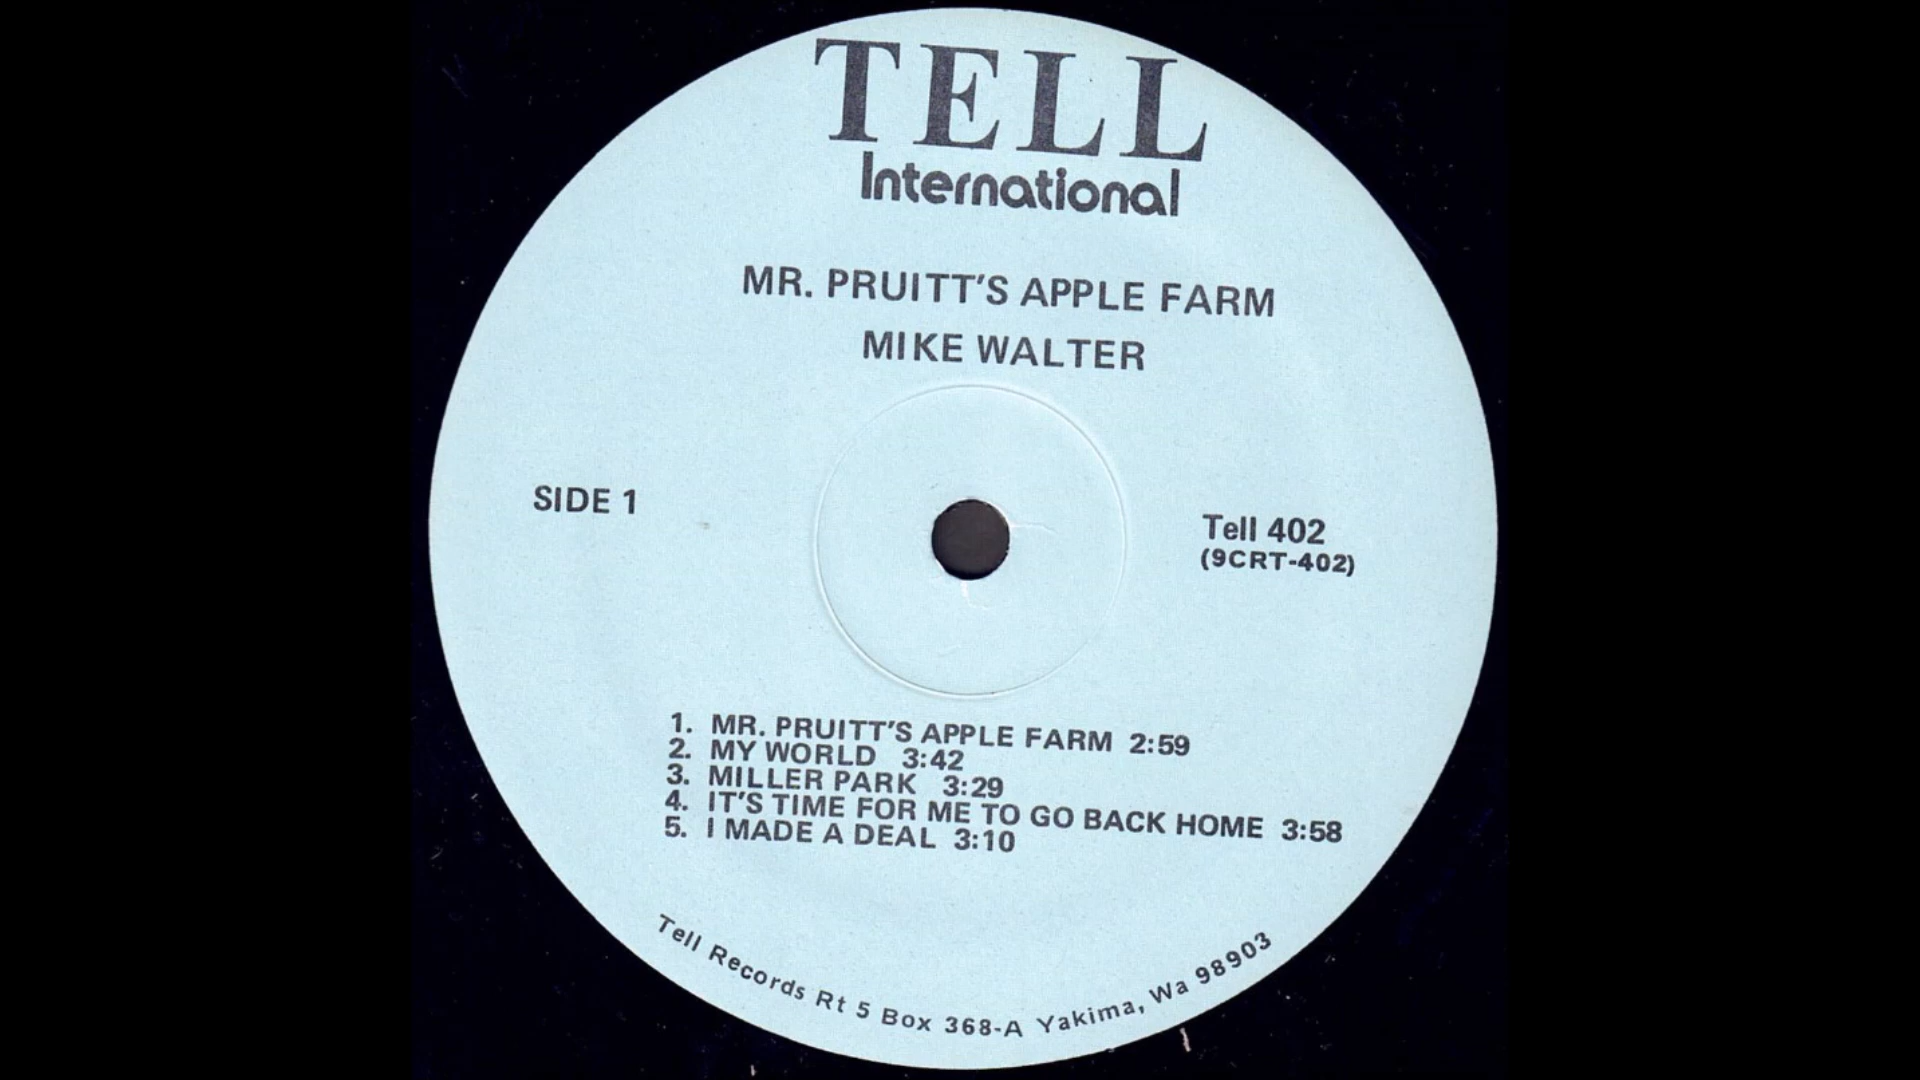 TELL
International
MR. PRUITT'S APPLE FARM
MIKE WALTER
SIDE 1
Tell 402
(9CRT-402)
1. MR. PRUITT'S APPLE FARM 2:59
2. MY WORLD 3:42
3. MILLER PARK 3:29
4. IT'S TIME FOR ME TO GO BACK HOME 3:58
5. I MADE A DEAL 3:10
Tell Records Rt 5 Box 368-A Yakima, Wa 98903